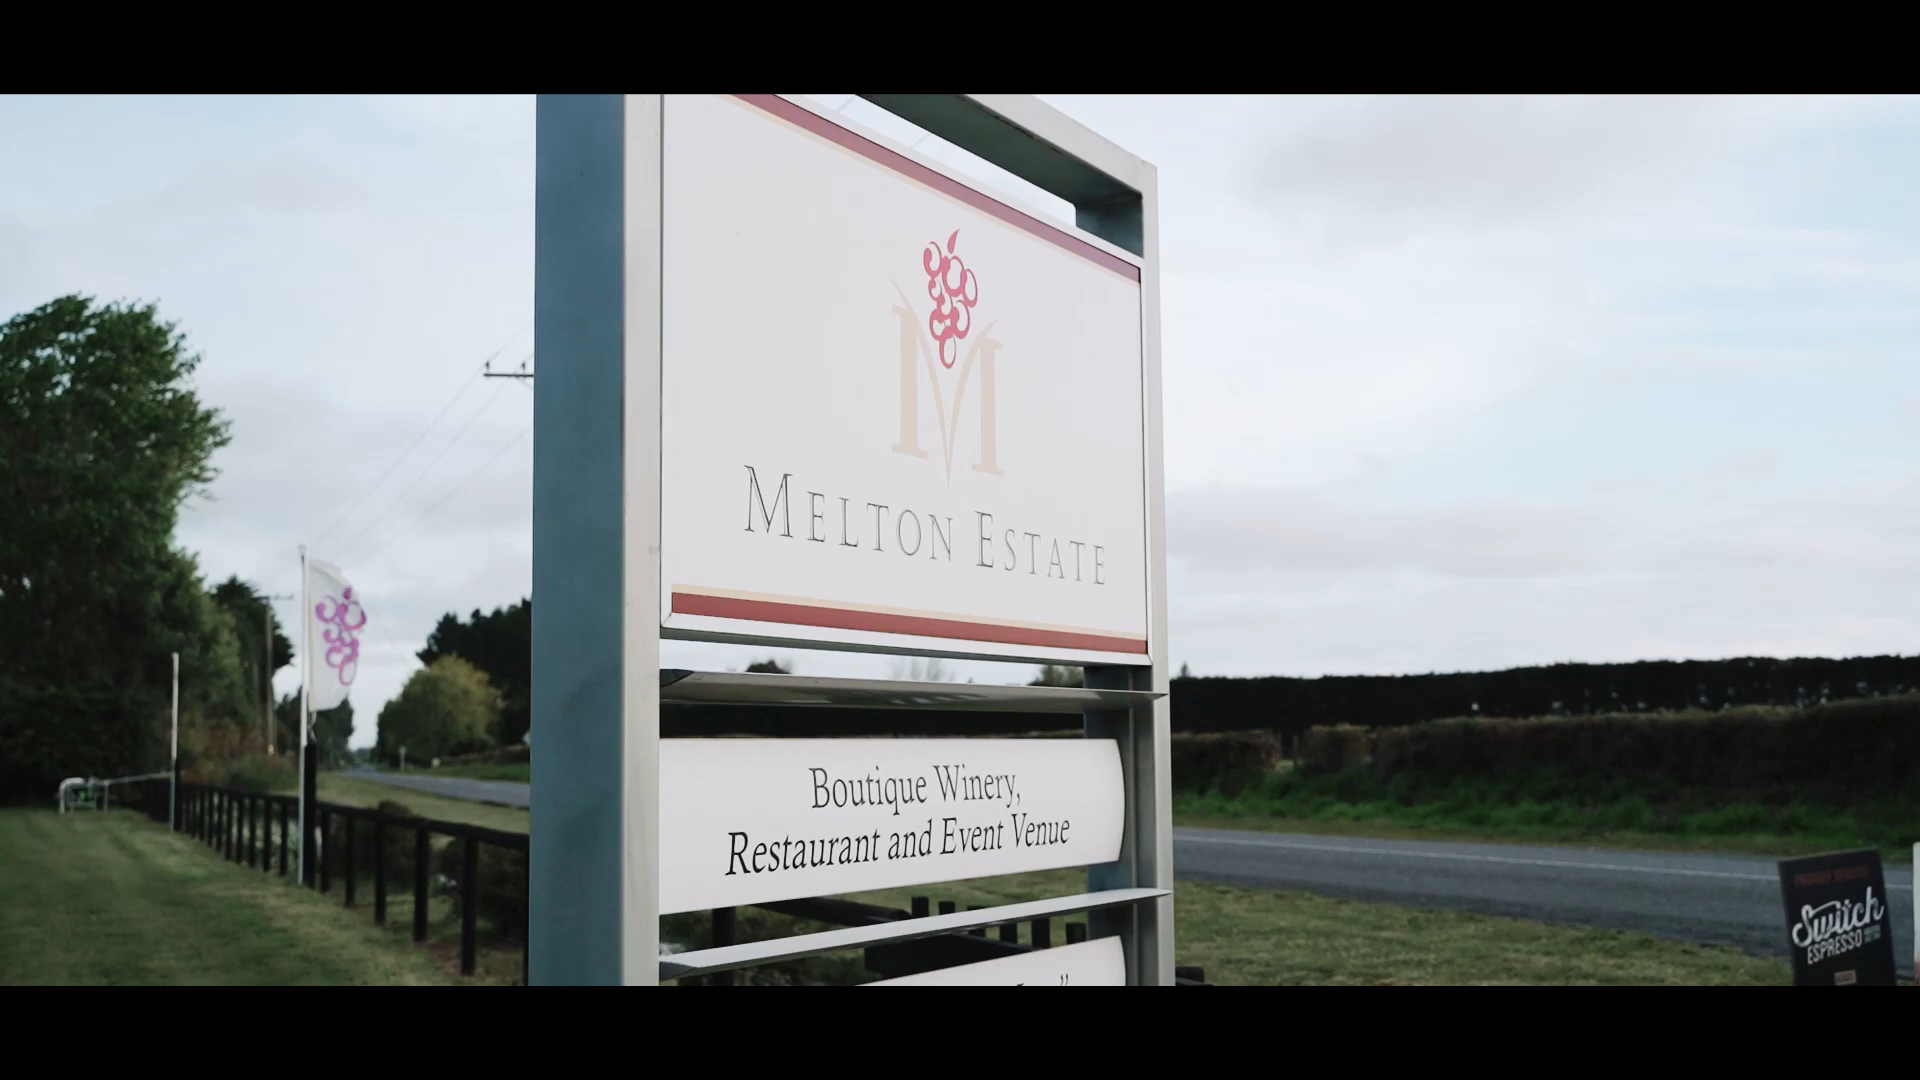 M
MELTON ESTATE
Boutique Winery,
Restaurant and Event Venue
Switch
ESPRESSO